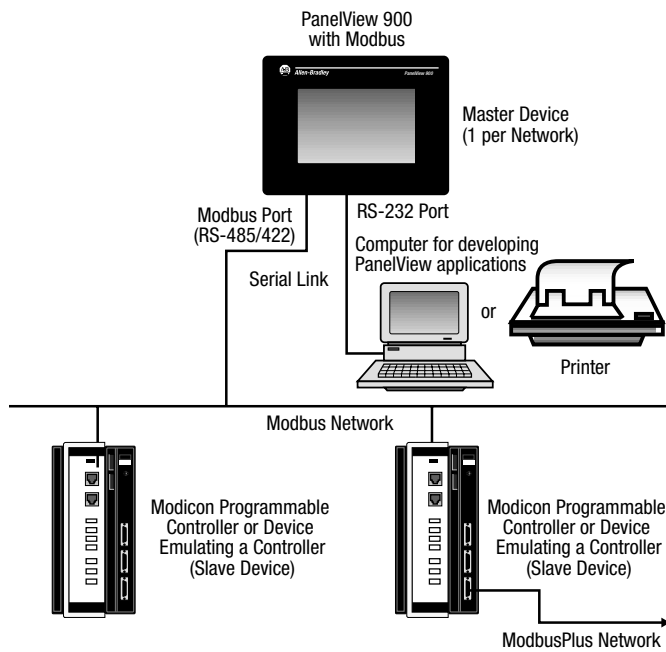 PanelView 900
with Modbus
Allen-Bradley
PanelView 900
Master Device
(1 per Network)
Modbus Port
(RS-485/422)
RS-232 Port
Serial Link
Computer for developing
PanelView applications
or
Printer
Modbus Network
Modicon Programmable
Controller or Device
Emulating a Controller
(Slave Device)
Modicon Programmable
Controller or Device
Emulating a Controller
(Slave Device)
ModbusPlus Network